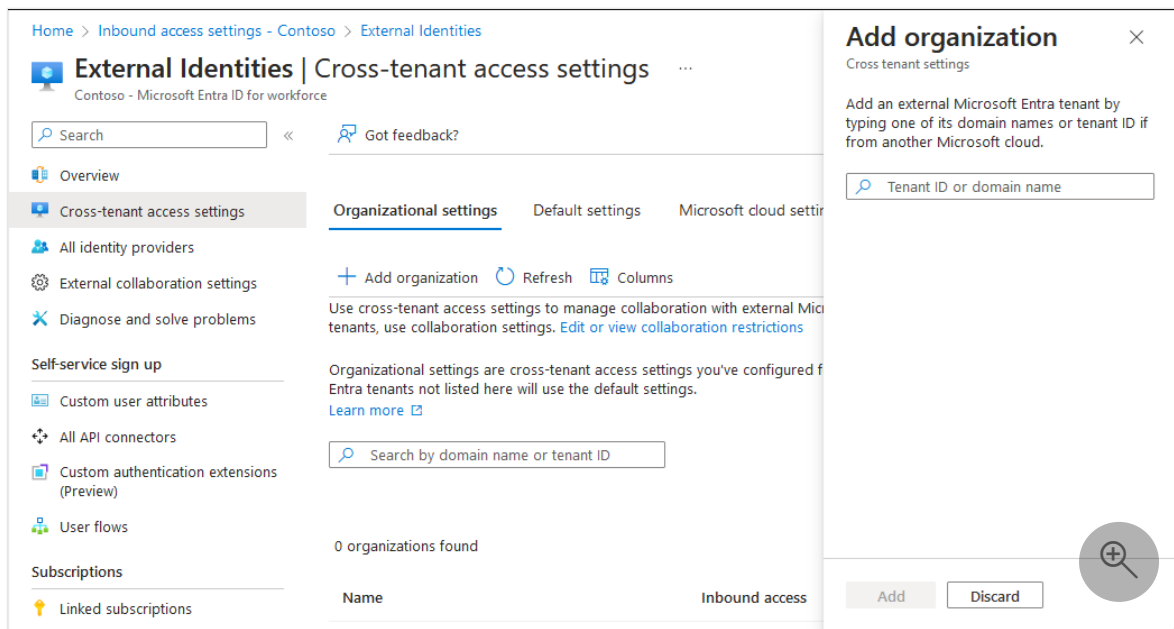 Home > Inbound access settings - Contoso > External Identities
External Identities | Cross-tenant access settings ...
Contoso - Microsoft Entra ID for workforce
Search «
Overview
Cross-tenant access settings
All identity providers
External collaboration settings
Diagnose and solve problems
Self-service sign up
Custom user attributes
All API connectors
Custom authentication extensions
(Preview)
User flows
Subscriptions
Linked subscriptions
Got feedback?
Organizational settings Default settings Microsoft cloud
Add organization Refresh Columns
Use cross-tenant access settings to manage collaboration with external
tenants, use collaboration settings. Edit or view collaboration restrictions
Organizational settings are cross-tenant access settings you've configured
Entra tenants not listed here will use the default settings.
Learn more
Search by domain name or tenant ID
0 organizations found
Name Inbound access
Add organization
Cross tenant settings
Add an external Microsoft Entra tenant by
typing one of its domain names or tenant ID if
from another Microsoft cloud.
Tenant ID or domain name
Add Discard